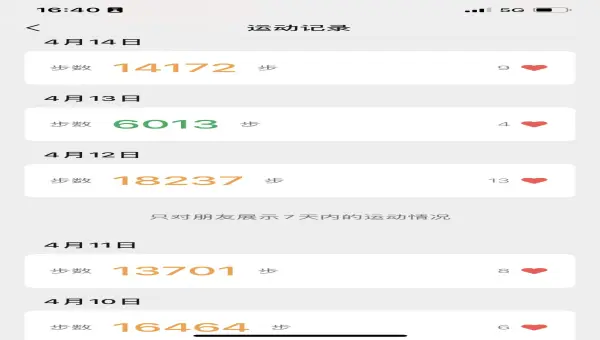 16:40 5G
< 运动记录
4月14日
步数 14172 步 9
4月13日
步数 6013 步 4
4月12日
步数 18237 步 13
只对朋友展示7天内的运动情况
4月11日
步数 13701 步 8
4月10日
步数 16464 步 6